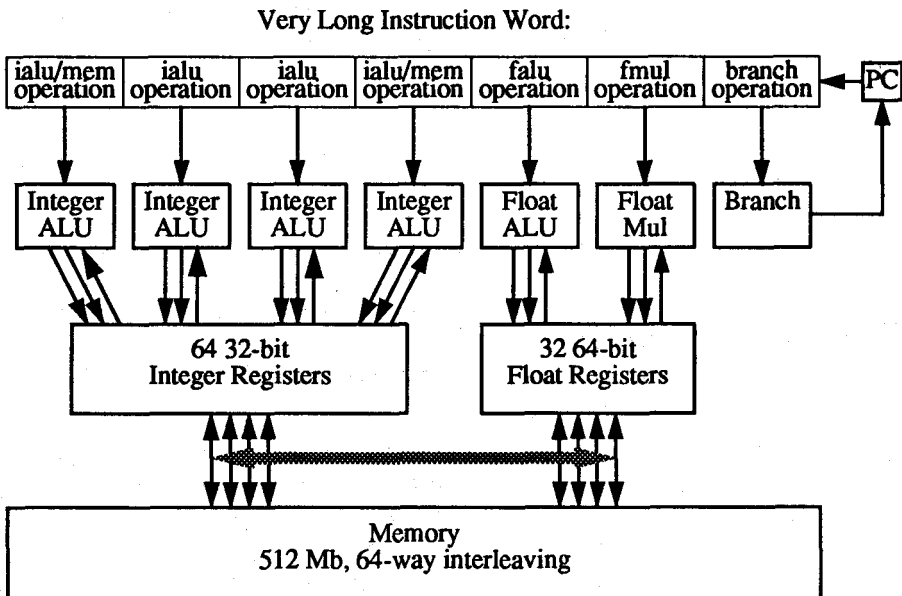 Very Long Instruction Word:
ialu/mem operation
ialu operation
ialu operation
ialu/mem operation
falu operation
fmul operation
branch operation
PC
Integer ALU
Integer ALU
Integer ALU
Integer ALU
Float ALU
Float Mul
Branch
64 32-bit
Integer Registers
32 64-bit
Float Registers
Memory
512 Mb, 64-way interleaving